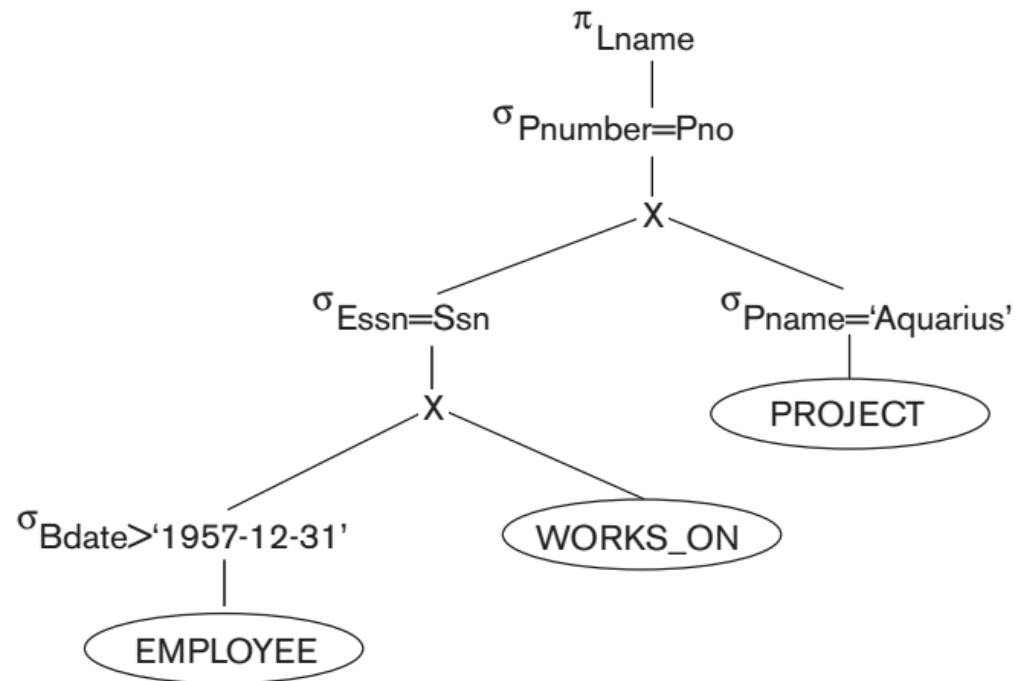 π Lname
σ Pnumber=Pno
X
σ Essn=Ssn
σ Pname=‘Aquarius’
X
PROJECT
σ Bdate>‘1957-12-31’
WORKS_ON
EMPLOYEE